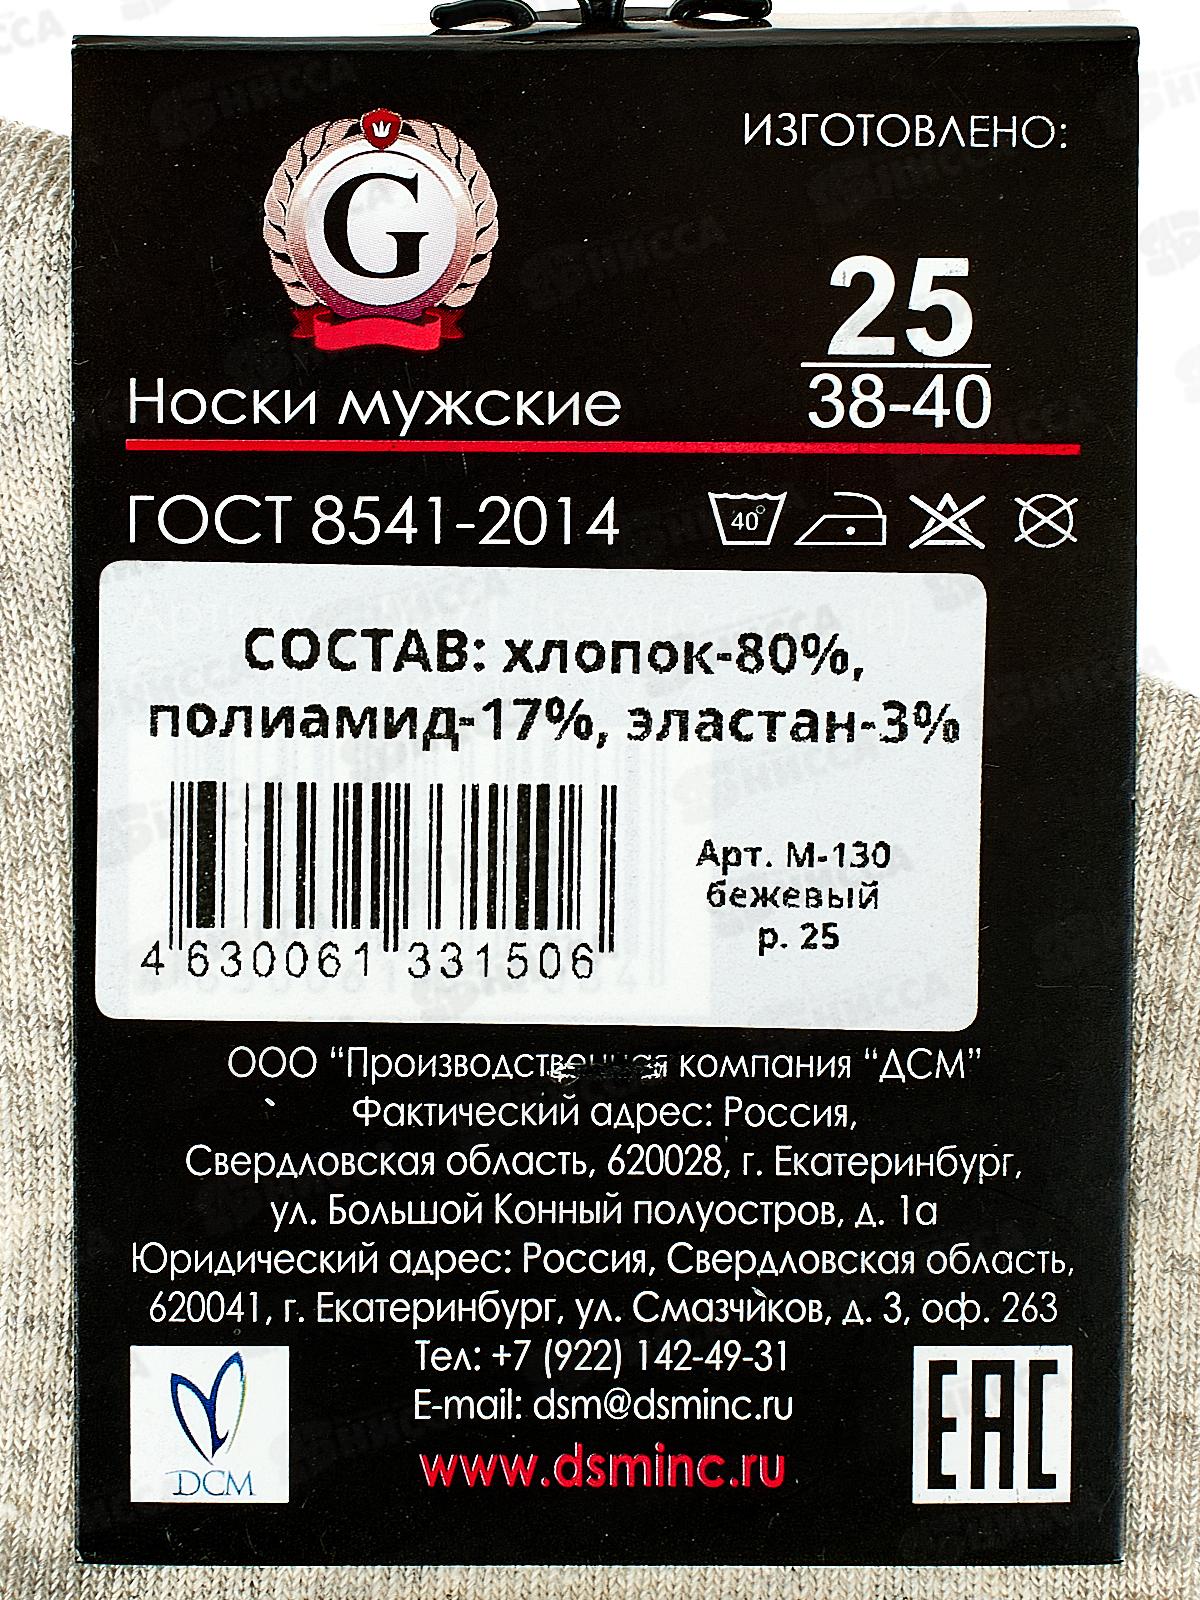 G
ИЗГОТОВЛЕНО:
25
38-40
Носки мужские
ГОСТ 8541-2014
40°
СОСТАВ: хлопок-80%,
полиамид-17%, эластан-3%
4 630061 331506
Арт. М-130
бежевый
р. 25
ООО “Производственная компания “ДСМ”
Фактический адрес: Россия,
Свердловская область, 620028, г. Екатеринбург,
ул. Большой Конный полуостров, д. 1а
Юридический адрес: Россия, Свердловская область,
620041, г. Екатеринбург, ул. Смазчиков, д. 3, оф. 263
Тел: +7 (922) 142-49-31
E-mail: dsm@dsminc.ru
www.dsminc.ru
ДСМ
EAC
НИССА